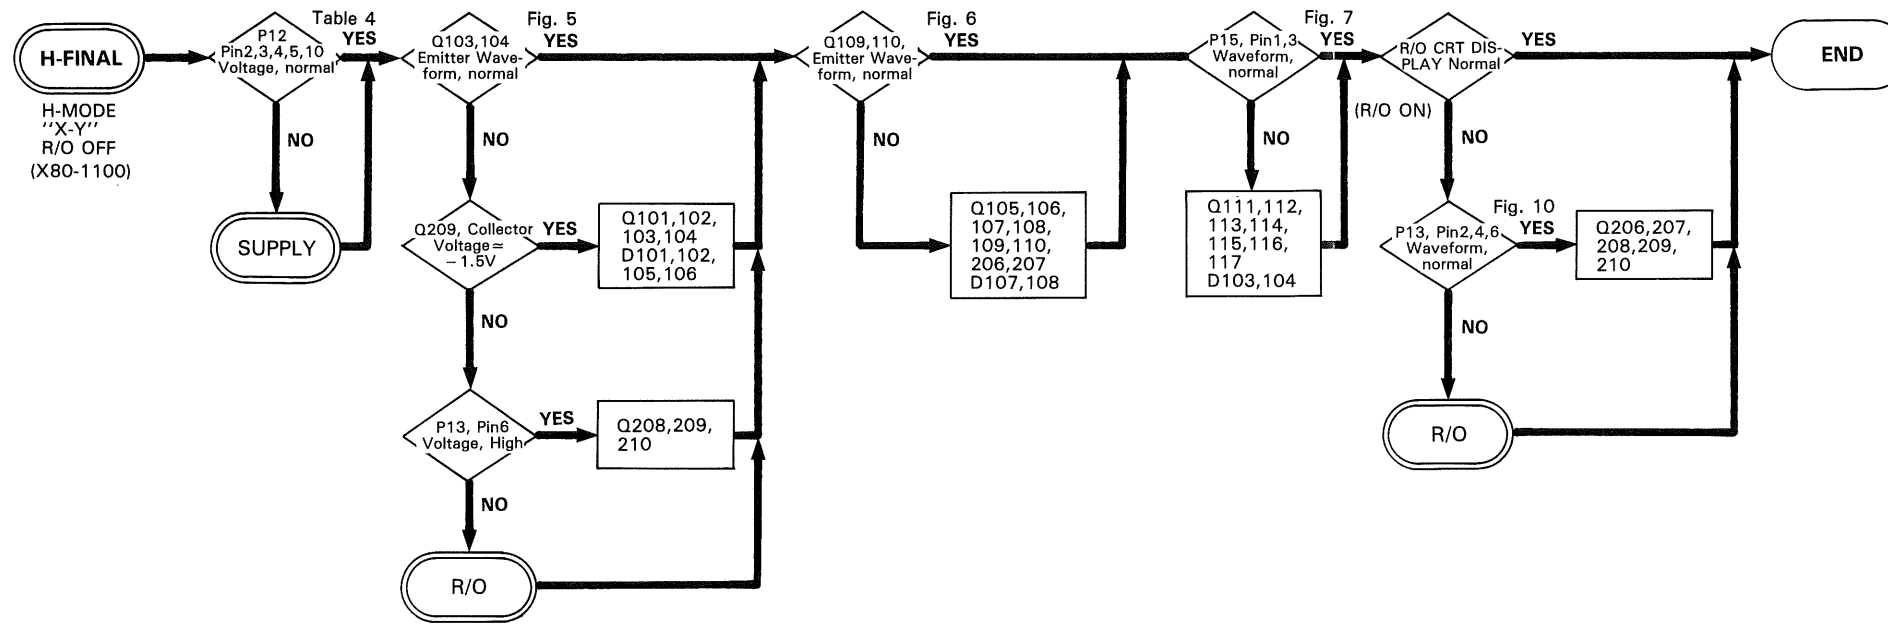 H-FINAL
H-MODE
"X-Y"
R/O OFF
(X80-1100)
P12
Pin2,3,4,5,10
Voltage, normal
Table 4
YES
NO
SUPPLY
Q103,104
Emitter Wave-
form, normal
Fig. 5
YES
NO
Q209, Collector
Voltage≃
−1.5V
YES
Q101,102,
103,104
D101,102,
105,106
NO
P13, Pin6
Voltage, High
YES
Q208,209,
210
NO
R/O
Q109,110,
Emitter Wave-
form, normal
Fig. 6
YES
NO
Q105,106,
107,108,
109,110,
206,207
D107,108
P15, Pin1,3
Waveform,
normal
Fig. 7
YES
NO
Q111,112,
113,114,
115,116,
117
D103,104
(R/O ON)
R/O CRT DIS-
PLAY Normal
YES
NO
P13, Pin2,4,6
Waveform,
normal
Fig. 10
YES
Q206,207,
208,209,
210
NO
R/O
END